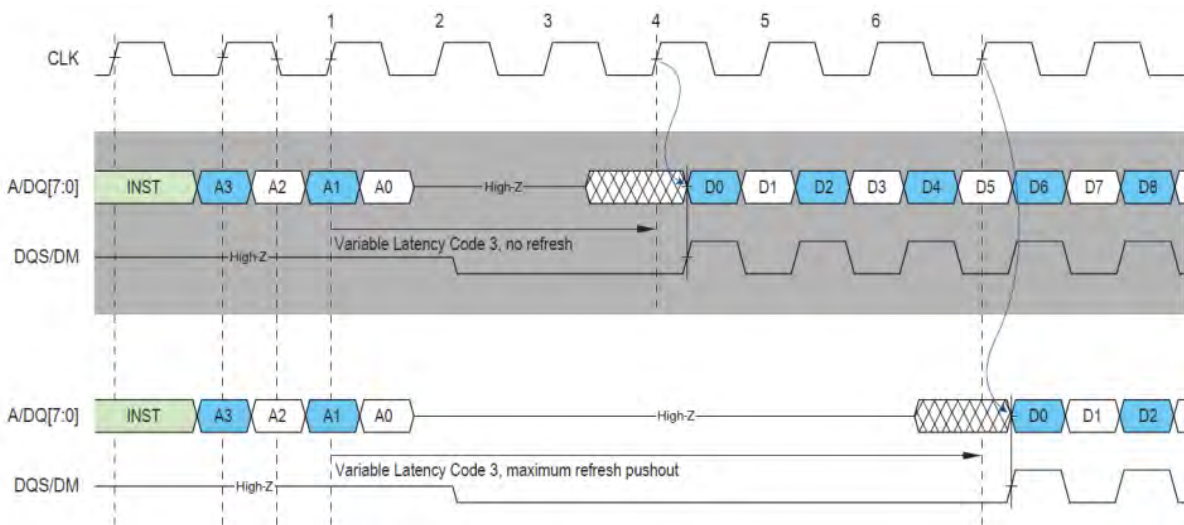 1 2 3 4 5 6
CLK
A/DQ[7:0] INST A3 A2 A1 A0 High-Z D0 D1 D2 D3 D4 D5 D6 D7 D8
Variable Latency Code 3, no refresh
DQS/DM High-Z
A/DQ[7:0] INST A3 A2 A1 A0 High-Z D0 D1 D2
Variable Latency Code 3, maximum refresh pushout
DQS/DM High-Z